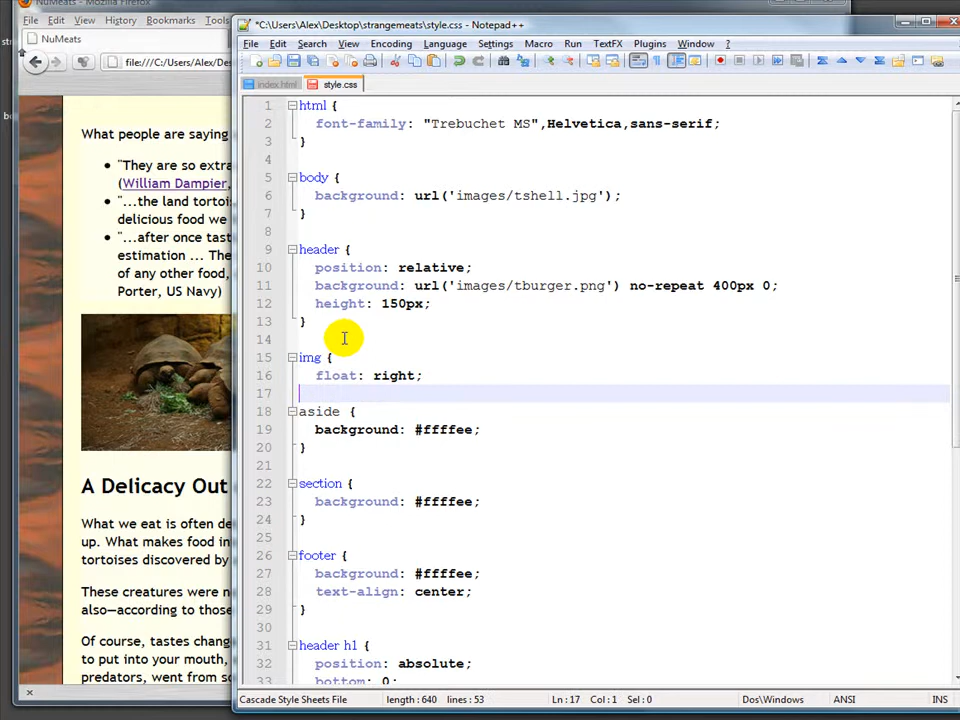 NuMeats - Mozilla Firefox
File Edit View History Bookmarks Tools
NuMeats
file:///C:/Users/Alex/Des
What people are saying
• "They are so extra
(William Dampier,
• "...the land tortoi
delicious food we
• "...after once tast
estimation ... The
of any other food,
Porter, US Navy)
A Delicacy Out
What we eat is often de
up. What makes food in
tortoises discovered by
These creatures were n
also—according to those
Of course, tastes chang
to put into your mouth,
predators, went from so
*C:\Users\Alex\Desktop\strangemeats\style.css - Notepad++
File Edit Search View Encoding Language Settings Macro Run TextFX Plugins Window ?
index.html style.css
1 html {
2 font-family: "Trebuchet MS",Helvetica,sans-serif;
3 }
4
5 body {
6 background: url('images/tshell.jpg');
7 }
8
9 header {
10 position: relative;
11 background: url('images/tburger.png') no-repeat 400px 0;
12 height: 150px;
13 }
14
15 img {
16 float: right;
17
18 aside {
19 background: #ffffee;
20 }
21
22 section {
23 background: #ffffee;
24 }
25
26 footer {
27 background: #ffffee;
28 text-align: center;
29 }
30
31 header h1 {
32 position: absolute;
33 bottom: 0;
Cascade Style Sheets File length : 640 lines : 53 Ln : 17 Col : 1 Sel : 0 Dos\Windows ANSI INS